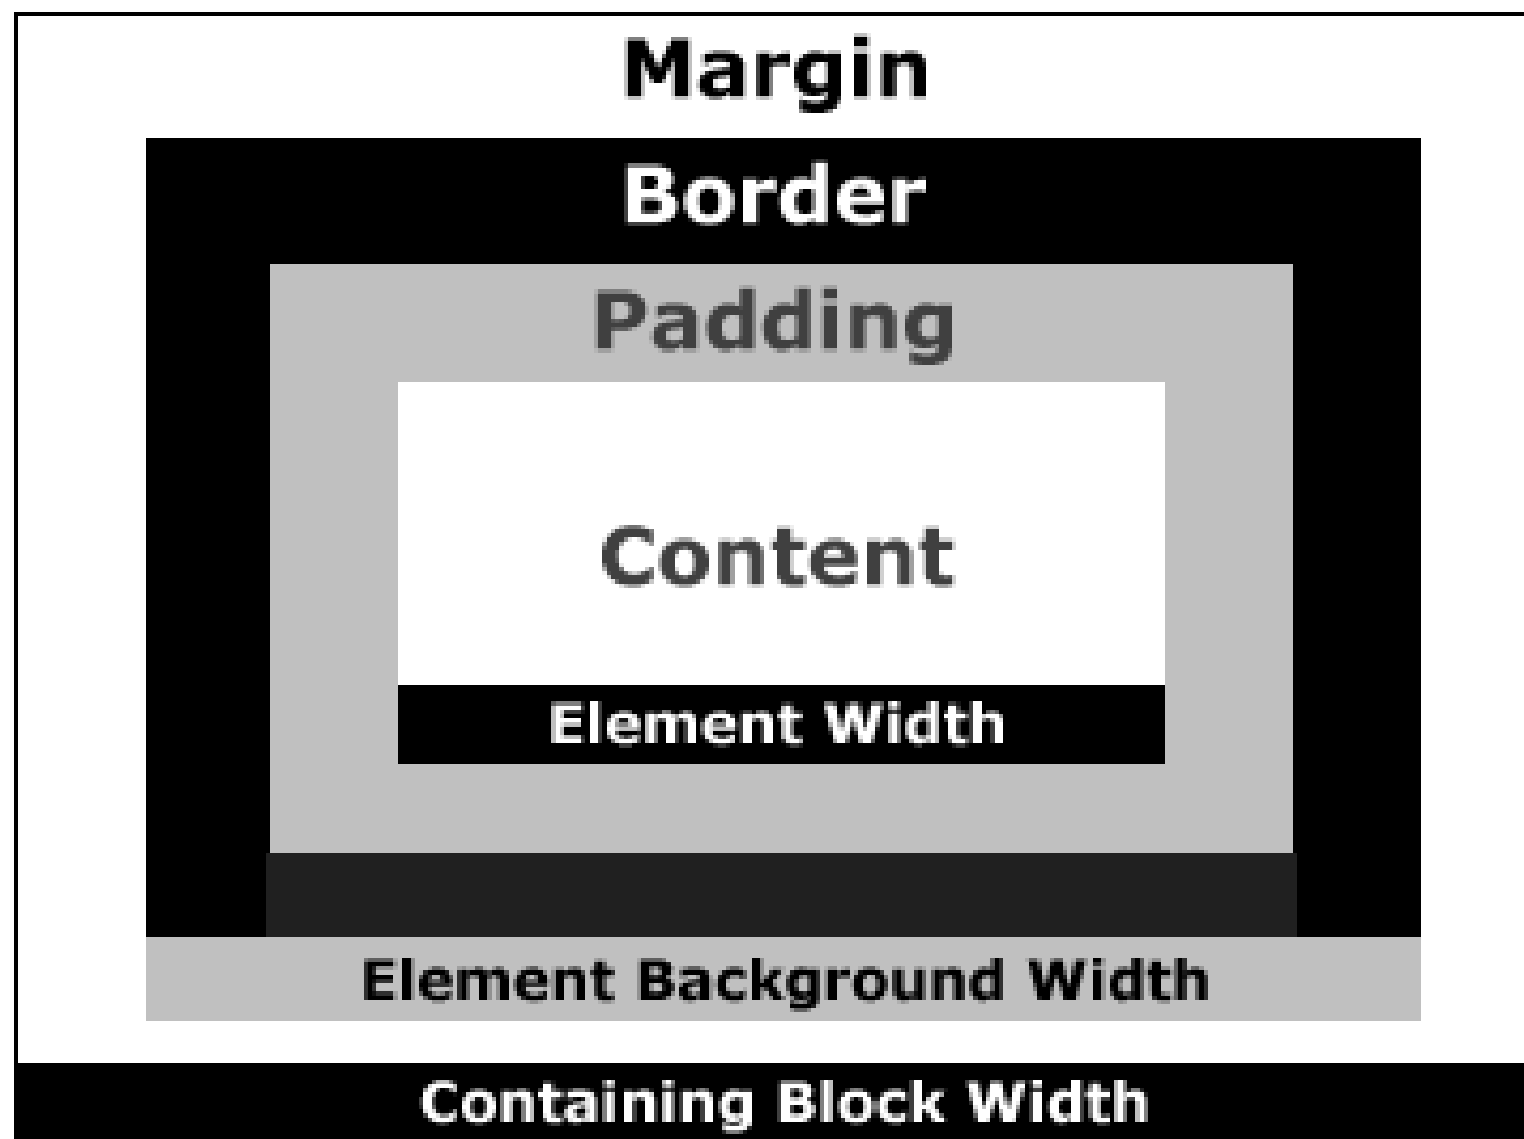 Margin
Border
Padding
Content
Element Width
Element Background Width
Containing Block Width